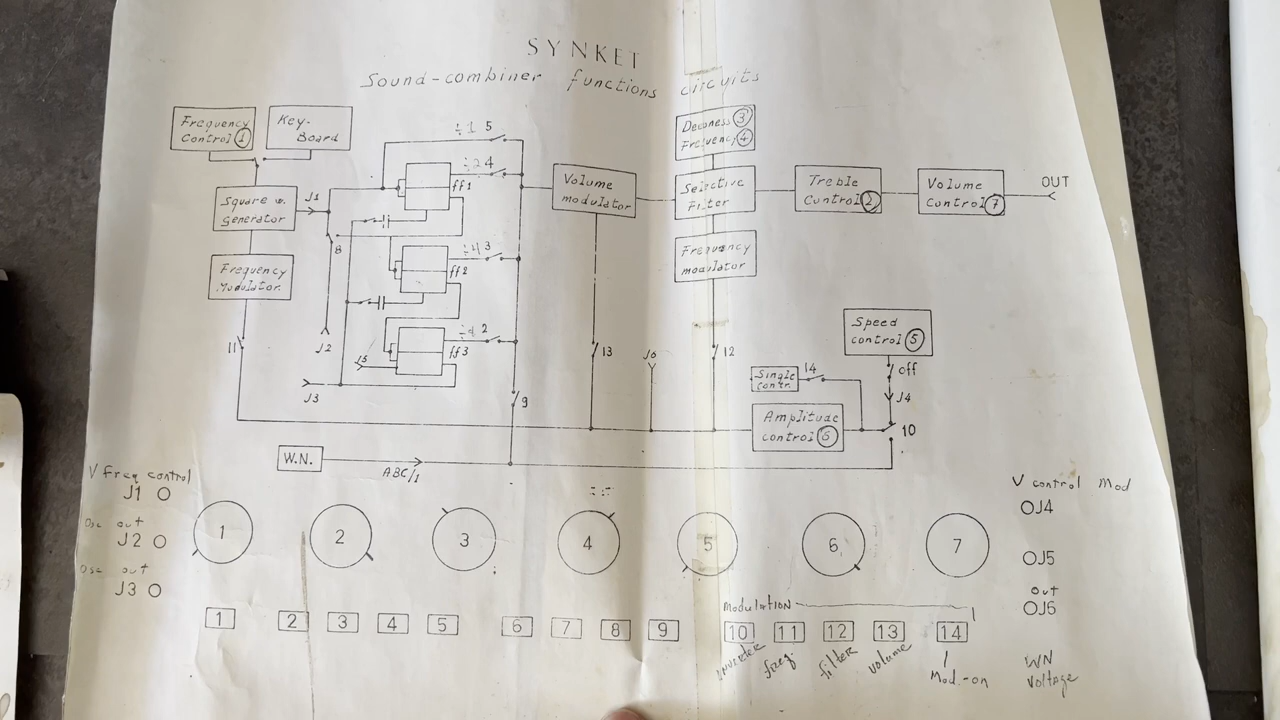 SYNKET
Sound-combiner functions circuits
Frequency
Control 1
Key-
Board
÷1 5
÷2 4
ff1
Square w.
Generator
J1
8
÷4 3
ff2
Frequency
Modulator
11
J2
2
ff3
J5
J3
9
Volume
modulator
13
J6
Deepness 3
Frequency 4
Selective
Filter
Frequency
modulator
12
Treble
Control 2
Volume
Control 7
OUT
Speed
control 5
off
J4
10
Single
contr.
14
Amplitude
control 6
W.N.
ABC/1
V freq control
J1
Osc out
J2
Osc out
J3
1 2 3 4 5 6 7
V control Mod
J4
J5
Out
J6
WN
Voltage
Modulation
1 2 3 4 5 6 7 8 9 10 11 12 13 14
inverter freq. filter volume Mod.-on